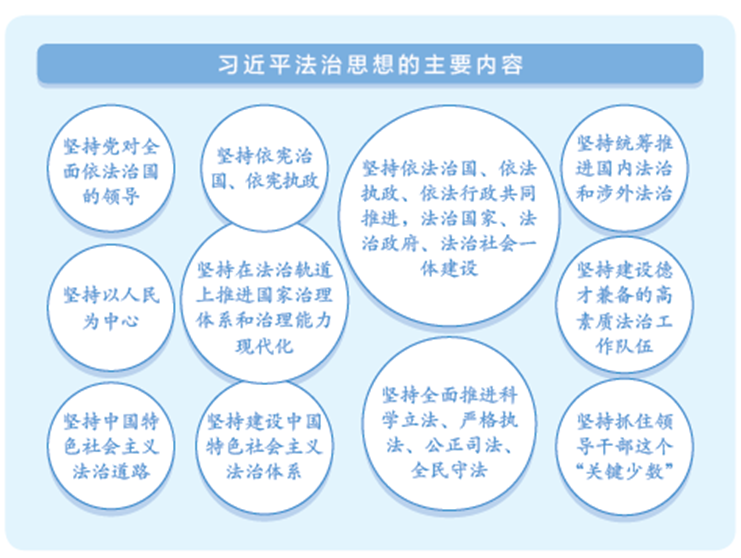 习近平法治思想的主要内容
坚持党对全
面依法治国
的领导
坚持以人民
为中心
坚持中国特
色社会主义
法治道路
坚持依宪治
国、依宪执政
坚持在法治轨道
上推进国家治理
体系和治理能力
现代化
坚持建设中国
特色社会主义
法治体系
坚持依法治国、依法
执政、依法行政共同
推进，法治国家、法
治政府、法治社会一
体建设
坚持全面推进科
学立法、严格执
法、公正司法、
全民守法
坚持统筹推
进国内法治
和涉外法治
坚持建设德
才兼备的高
素质法治工
作队伍
坚持抓住领
导干部这个
“关键少数”